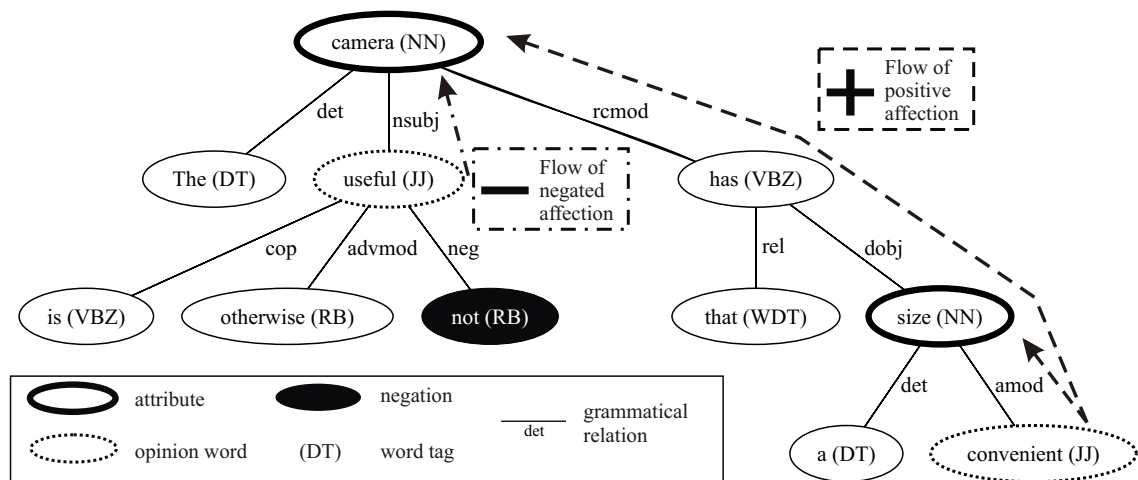 camera (NN)
Flow of
positive
affection
det
nsubj
rcmod
The (DT)
useful (JJ)
Flow of
negated
affection
has (VBZ)
cop
advmod
neg
rel
dobj
is (VBZ)
otherwise (RB)
not (RB)
that (WDT)
size (NN)
det
amod
a (DT)
convenient (JJ)
attribute
negation
grammatical
relation
det
opinion word
(DT)
word tag